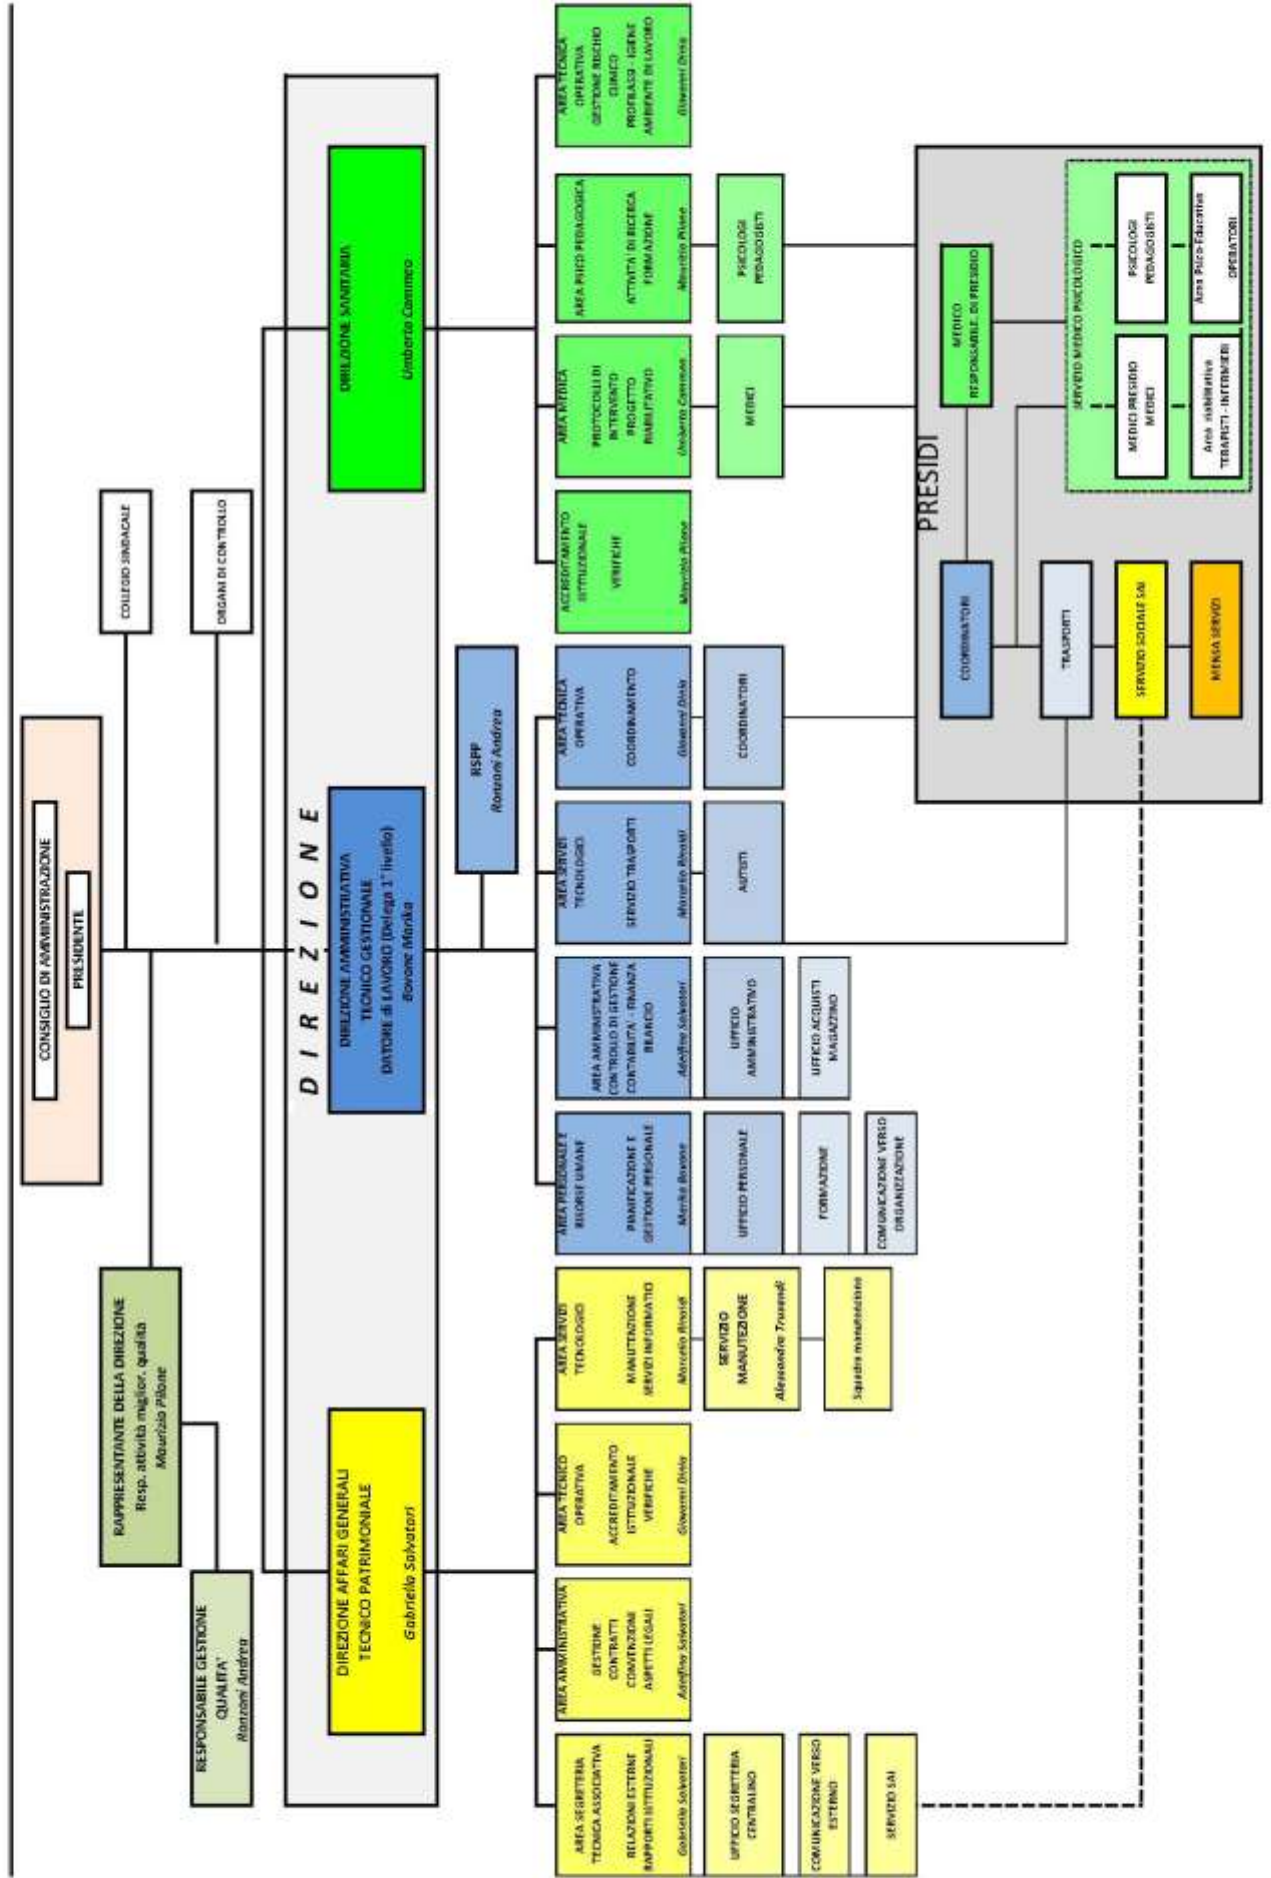 CONSIGLIO DI AMMINISTRAZIONE
PRESIDENTE
COLLEGIO SINDACALE
ORGANI DI CONTROLLO
RAPPRESENTANTE DELLA DIREZIONE
Resp. attività miglior. qualità
Maurizio Pilone
RESPONSABILE GESTIONE
QUALITA'
Ronzoni Andrea
DIREZIONE
DIREZIONE AFFARI GENERALI
TECNICO PATRIMONIALE
Gabriella Salvatori
DIREZIONE AMMINISTRATIVA
TECNICO GESTIONALE
DATORE di LAVORO (Delega 1° livello)
Bovone Marika
DIREZIONE SANITARIA
Umberto Cammeo
RSPP
Ronzoni Andrea
AREA SEGRETERIA
TECNICA ASSOCIATIVA
RELAZIONI ESTERNE
RAPPORTI ISTITUZIONALI
Gabriella Salvatori
AREA AMMINISTRATIVA
GESTIONE
CONTRATTI
CONVENZIONI
ASPETTI LEGALI
Adelfina Salvatori
AREA TECNICO
OPERATIVA
ACCREDITAMENTO
ISTITUZIONALE
VERIFICHE
Giovanni Dinia
AREA SERVIZI
TECNOLOGICI
MANUTENZIONE
SERVIZI INFORMATICI
Marcello Rinaldi
AREA PERSONALE E
RISORSE UMANE
PIANIFICAZIONE E
GESTIONE PERSONALE
Marika Bovone
AREA AMMINISTRATIVA
CONTROLLO DI GESTIONE
CONTABILITA' - FINANZA
BILANCIO
Adelfina Salvatori
AREA SERVIZI
TECNOLOGICI
SERVIZIO TRASPORTI
Marcello Rinaldi
AREA TECNICA
OPERATIVA
COORDINAMENTO
Giovanni Dinia
ACCREDITAMENTO
ISTITUZIONALE
VERIFICHE
Maurizio Pilone
AREA MEDICA
PROTOCOLLI DI
INTERVENTO
PROGETTO
RIABILITATIVO
Umberto Cammeo
AREA PSICO PEDAGOGICA
ATTIVITA' DI RICERCA
FORMAZIONE
Maurizio Pilone
AREA TECNICA
OPERATIVA
GESTIONE RISCHIO
CLINICO
PROFILASSI - IGIENE
AMBIENTE DI LAVORO
Giovanni Dinia
UFFICIO SEGRETERIA
CENTRALINO
COMUNICAZIONE VERSO
ESTERNO
SERVIZIO SAI
SERVIZIO
MANUTEZIONE
Alessandro Trusendi
Squadra manutenzione
UFFICIO PERSONALE
FORMAZIONE
COMUNICAZIONE VERSO
ORGANIZZAZIONE
UFFICIO
AMMINISTRATIVO
UFFICIO ACQUISTI
MAGAZZINO
AUTISTI
COORDINATORI
MEDICI
PSICOLOGI
PEDAGOGISTI
PRESIDI
COORDINATORI
TRASPORTI
SERVIZIO SOCIALE SAI
MENSA SERVIZI
MEDICO
RESPONSABILE. DI PRESIDIO
SERVIZIO MEDICO PSICOLOGICO
MEDICI PRESIDIO
MEDICI
PSICOLOGI
PEDAGOGISTI
Area riabilitativa
TERAPISTI - INFERMIERI
Area Psico-Educativa
OPERATORI